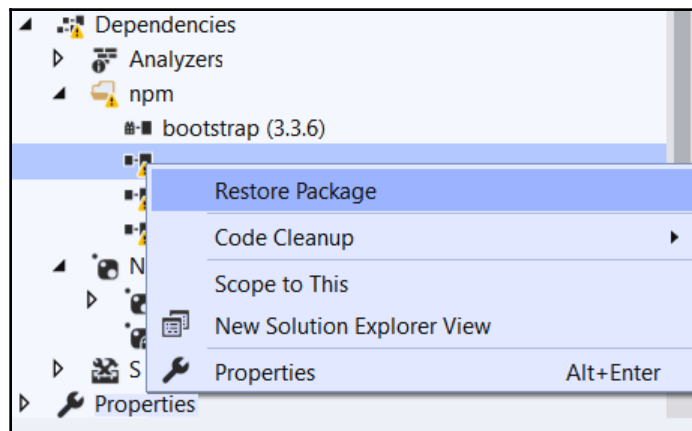 Dependencies
Analyzers
npm
bootstrap (3.3.6)
Restore Package
Code Cleanup
N
Scope to This
New Solution Explorer View
S
Properties Alt+Enter
Properties